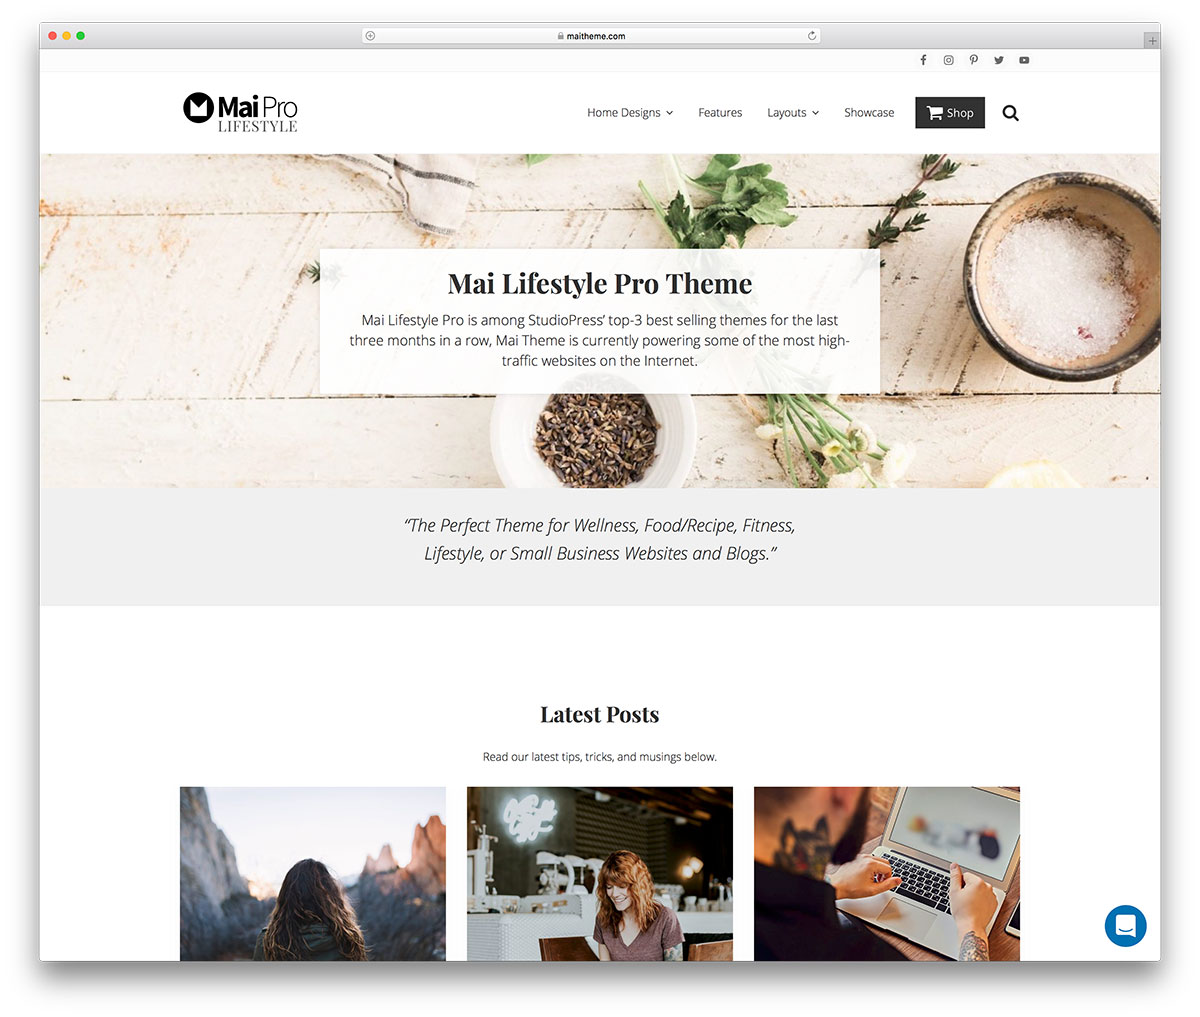 maitheme.com
Mai Pro
LIFESTYLE
Home Designs
Features
Layouts
Showcase
Shop
Mai Lifestyle Pro Theme
Mai Lifestyle Pro is among StudioPress’ top-3 best selling themes for the last
three months in a row, Mai Theme is currently powering some of the most high-
traffic websites on the Internet.
“The Perfect Theme for Wellness, Food/Recipe, Fitness,
Lifestyle, or Small Business Websites and Blogs.”
Latest Posts
Read our latest tips, tricks, and musings below.